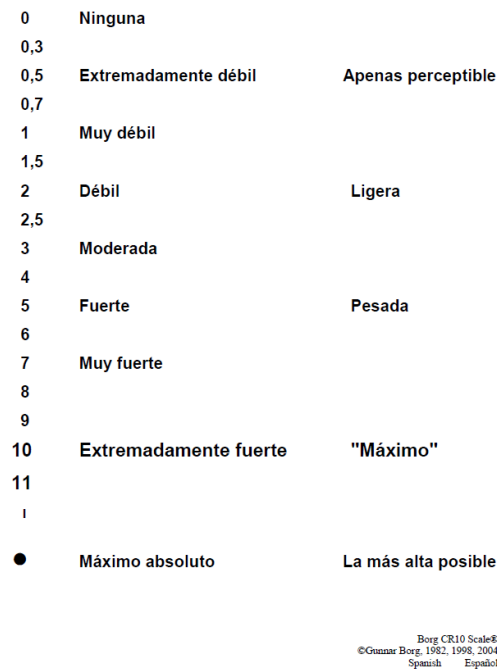 0 Ninguna
0,3
0,5 Extremadamente débil Apenas perceptible
0,7
1 Muy débil
1,5
2 Débil Ligera
2,5
3 Moderada
4
5 Fuerte Pesada
6
7 Muy fuerte
8
9
10 Extremadamente fuerte "Máximo"
11
ı
● Máximo absoluto La más alta posible
Borg CR10 Scale®
©Gunnar Borg, 1982, 1998, 2004
Spanish Español